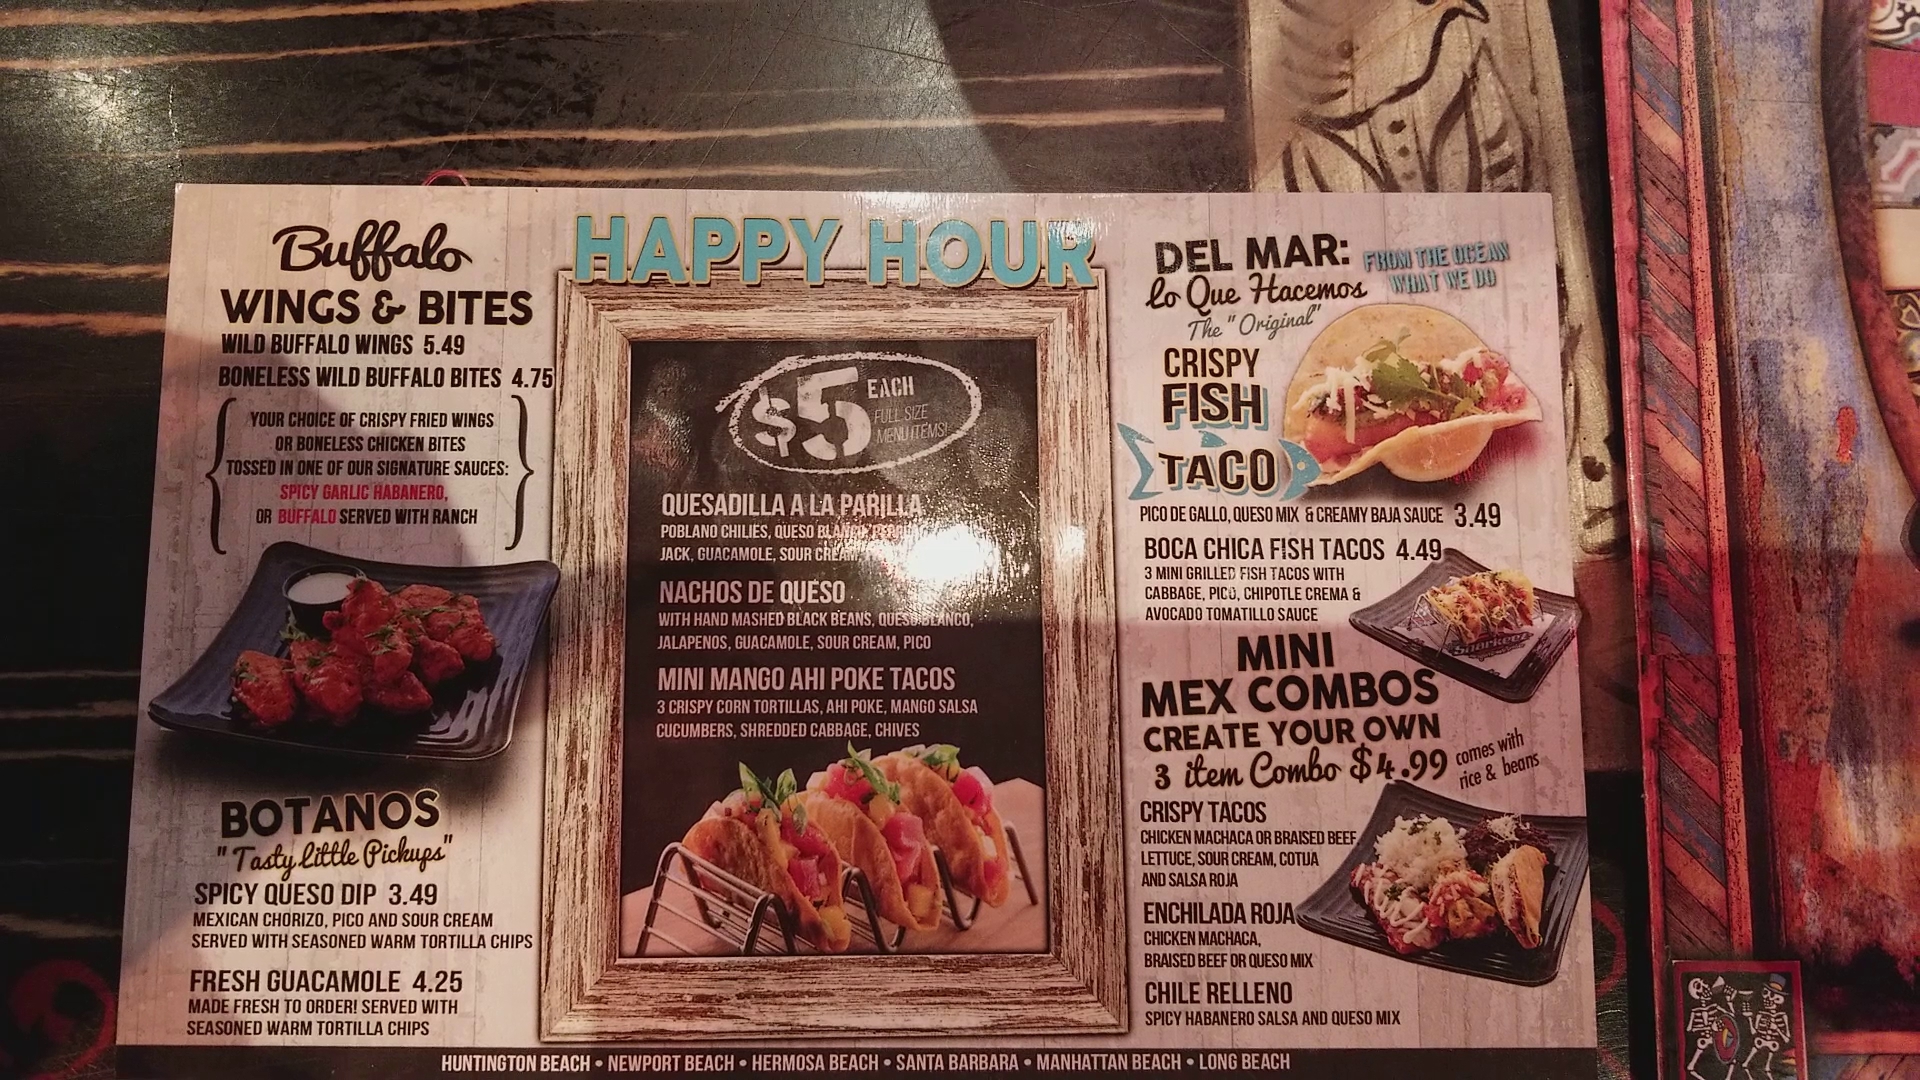 Buffalo
WINGS & BITES
WILD BUFFALO WINGS 5.49
BONELESS WILD BUFFALO BITES 4.75
YOUR CHOICE OF CRISPY FRIED WINGS
OR BONELESS CHICKEN BITES
TOSSED IN ONE OF OUR SIGNATURE SAUCES:
SPICY GARLIC HABANERO,
OR BUFFALO SERVED WITH RANCH
BOTANOS
"Tasty Little Pickups"
SPICY QUESO DIP 3.49
MEXICAN CHORIZO, PICO AND SOUR CREAM
SERVED WITH SEASONED WARM TORTILLA CHIPS
FRESH GUACAMOLE 4.25
MADE FRESH TO ORDER! SERVED WITH
SEASONED WARM TORTILLA CHIPS
HAPPY HOUR
$5 EACH
FULL SIZE
MENU ITEMS!
QUESADILLA A LA PARILLA
POBLANO CHILIES, QUESO BLANCO,
JACK, GUACAMOLE, SOUR CREAM
NACHOS DE QUESO
WITH HAND MASHED BLACK BEANS, QUESO BLANCO,
JALAPENOS, GUACAMOLE, SOUR CREAM, PICO
MINI MANGO AHI POKE TACOS
3 CRISPY CORN TORTILLAS, AHI POKE, MANGO SALSA
CUCUMBERS, SHREDDED CABBAGE, CHIVES
DEL MAR: FROM THE OCEAN
Lo Que Hacemos WHAT WE DO
The "Original"
CRISPY
FISH
TACO
PICO DE GALLO, QUESO MIX & CREAMY BAJA SAUCE 3.49
BOCA CHICA FISH TACOS 4.49
3 MINI GRILLED FISH TACOS WITH
CABBAGE, PICO, CHIPOTLE CREMA &
AVOCADO TOMATILLO SAUCE
MINI
MEX COMBOS
CREATE YOUR OWN
3 item Combo $4.99 comes with
rice & beans
CRISPY TACOS
CHICKEN MACHACA OR BRAISED BEEF
LETTUCE, SOUR CREAM, COTIJA
AND SALSA ROJA
ENCHILADA ROJA
CHICKEN MACHACA,
BRAISED BEEF OR QUESO MIX
CHILE RELLENO
SPICY HABANERO SALSA AND QUESO MIX
HUNTINGTON BEACH • NEWPORT BEACH • HERMOSA BEACH • SANTA BARBARA • MANHATTAN BEACH • LONG BEACH